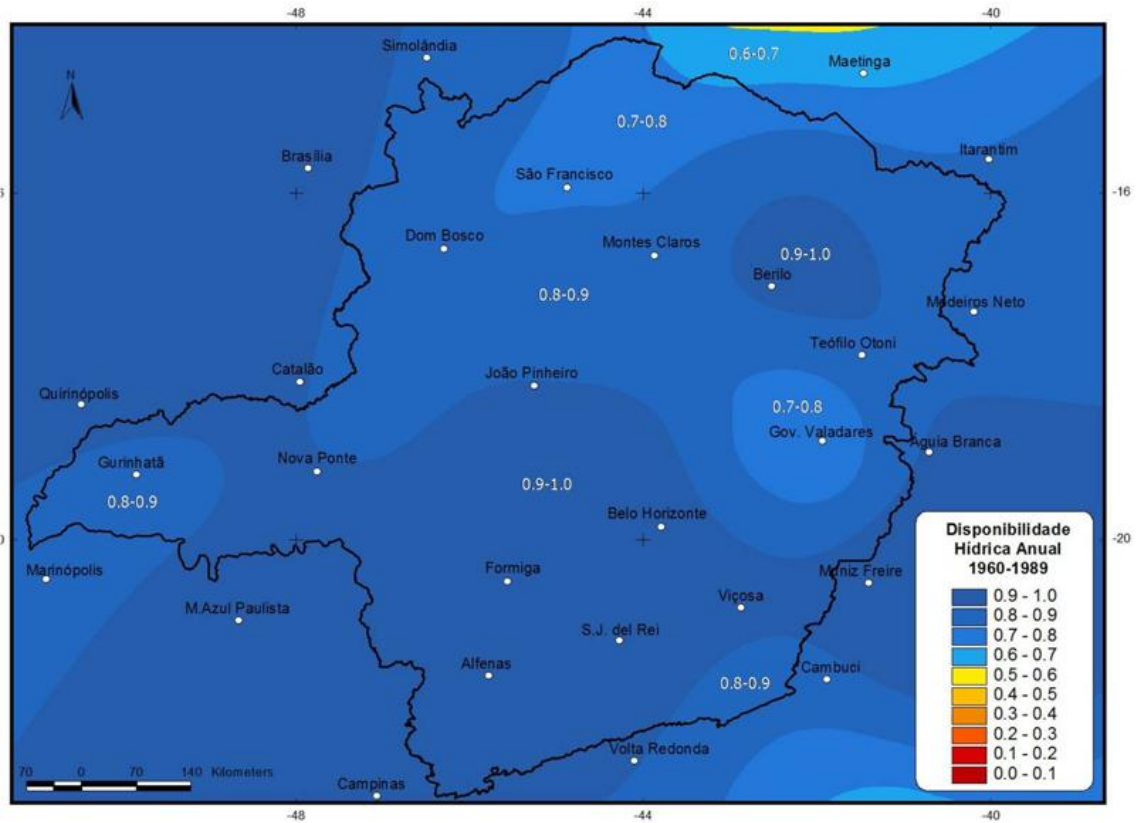 -48
-44
-40
Simolândia
0.6-0.7
Maetinga
N
0.7-0.8
Brasília
Itarantim
São Francisco
-16
Dom Bosco
Montes Claros
0.9-1.0
Berilo
0.8-0.9
Medeiros Neto
Teófilo Otoni
Catalão
João Pinheiro
Quirinópolis
0.7-0.8
Gov. Valadares
Águia Branca
Gurinhatã
Nova Ponte
0.8-0.9
0.9-1.0
Belo Horizonte
-20
Marinópolis
Formiga
Muniz Freire
M.Azul Paulista
Viçosa
S.J. del Rei
Alfenas
Cambuci
0.8-0.9
Volta Redonda
70 0 70 140 Kilometers
Campinas
Disponibilidade
Hídrica Anual
1960-1989
0.9 - 1.0
0.8 - 0.9
0.7 - 0.8
0.6 - 0.7
0.5 - 0.6
0.4 - 0.5
0.3 - 0.4
0.2 - 0.3
0.1 - 0.2
0.0 - 0.1
-48
-44
-40